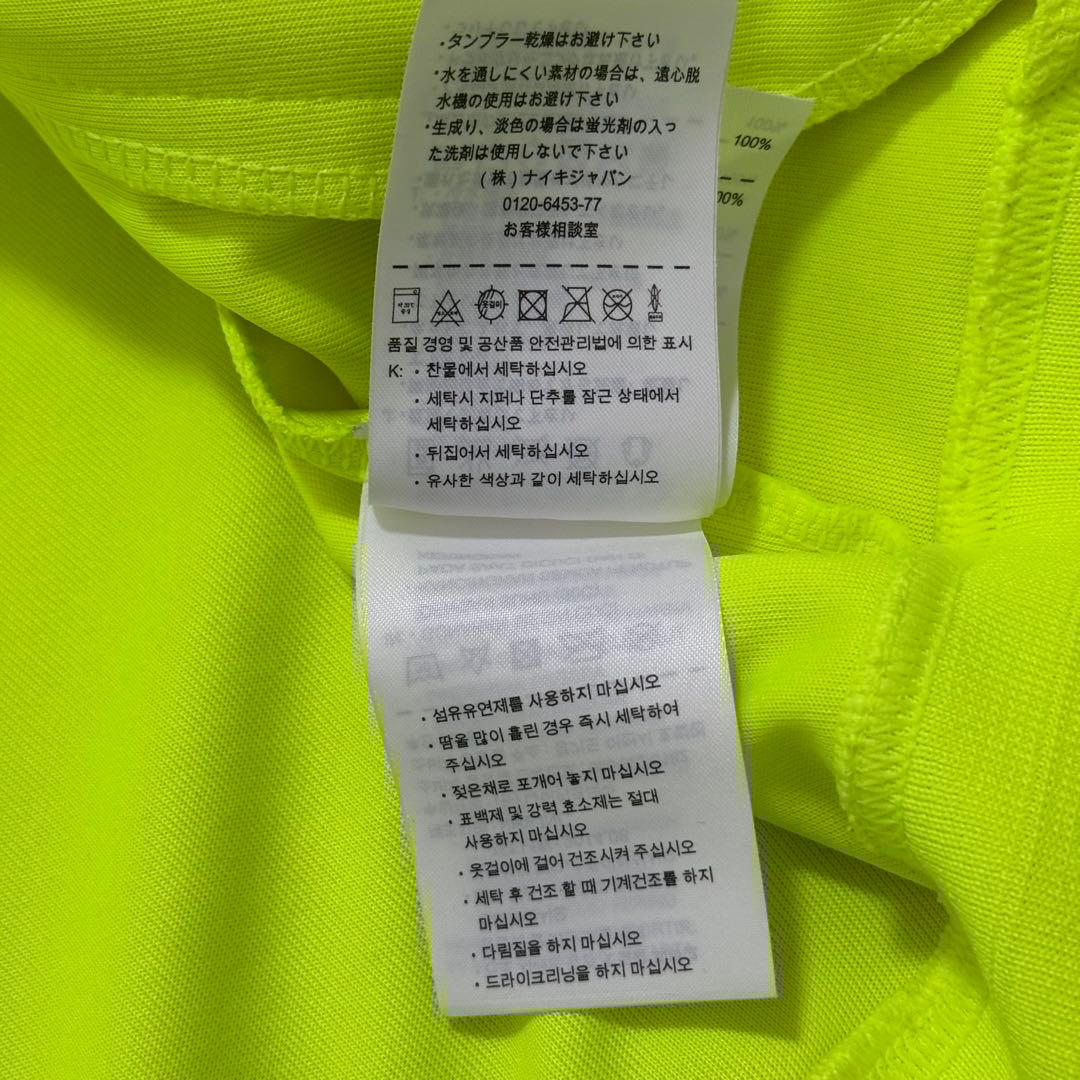 ・タンブラー乾燥はお避け下さい
・水を通しにくい素材の場合は、遠心脱
水機の使用はお避け下さい
・生成り、淡色の場合は蛍光剤の入っ
た洗剤は使用しないで下さい
(株)ナイキジャパン
0120-6453-77
お客様相談室
100%
00%
옷걸이
품질 경영 및 공산품 안전관리법에 의한 표시
K: • 찬물에서 세탁하십시오
• 세탁시 지퍼나 단추를 잠근 상태에서
세탁하십시오
• 뒤집어서 세탁하십시오
• 유사한 색상과 같이 세탁하십시오
• 섬유유연제를 사용하지 마십시오
• 땀을 많이 흘린 경우 즉시 세탁하여
주십시오
• 젖은채로 포개어 놓지 마십시오
• 표백제 및 강력 효소제는 절대
사용하지 마십시오
• 옷걸이에 걸어 건조시켜 주십시오
• 세탁 후 건조 할 때 기계건조를 하지
마십시오
• 다림질을 하지 마십시오
• 드라이크리닝을 하지 마십시오